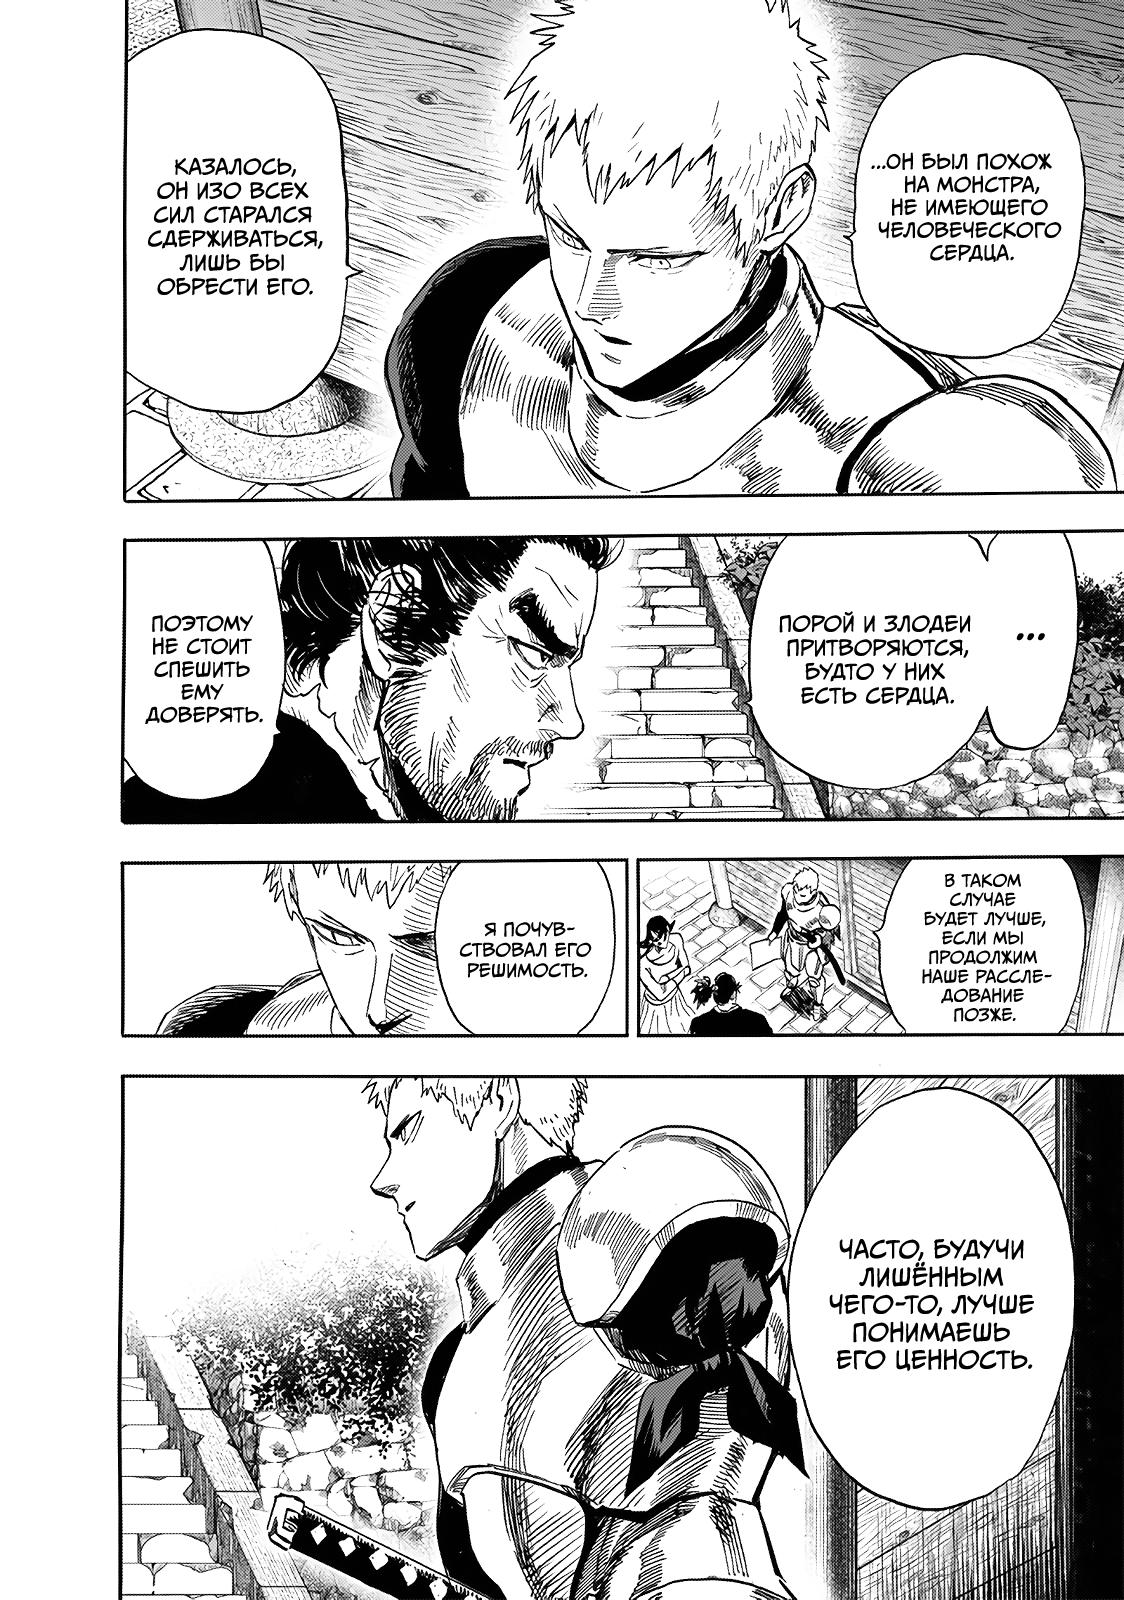 ...ОН БЫЛ ПОХОЖ
НА МОНСТРА,
НЕ ИМЕЮЩЕГО
ЧЕЛОВЕЧЕСКОГО
СЕРДЦА.
КАЗАЛОСЬ,
ОН ИЗО ВСЕХ
СИЛ СТАРАЛСЯ
СДЕРЖИВАТЬСЯ,
ЛИШЬ БЫ
ОБРЕСТИ ЕГО.
...
ПОРОЙ И ЗЛОДЕИ
ПРИТВОРЯЮТСЯ,
БУДТО У НИХ
ЕСТЬ СЕРДЦА.
ПОЭТОМУ
НЕ СТОИТ
СПЕШИТЬ
ЕМУ
ДОВЕРЯТЬ.
В ТАКОМ
СЛУЧАЕ
БУДЕТ ЛУЧШЕ,
ЕСЛИ МЫ
ПРОДОЛЖИМ
НАШЕ РАССЛЕ-
ДОВАНИЕ
ПОЗЖЕ.
Я ПОЧУВ-
СТВОВАЛ ЕГО
РЕШИМОСТЬ.
ЧАСТО, БУДУЧИ
ЛИШЁННЫМ
ЧЕГО-ТО, ЛУЧШЕ
ПОНИМАЕШЬ
ЕГО ЦЕННОСТЬ.